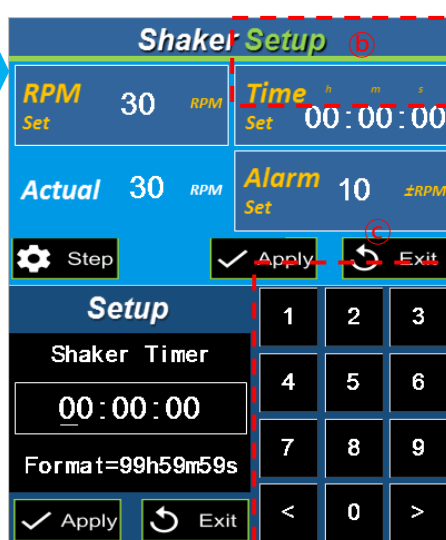 Shaker Setup
ⓑ
RPM Set 30 RPM
Time Set h m s 00:00:00
Actual 30 RPM
Alarm Set 10 ±RPM
ⓒ
Step Apply Exit
Setup
Shaker Timer
00:00:00
Format=99h59m59s
Apply Exit
1 2 3
4 5 6
7 8 9
< 0 >